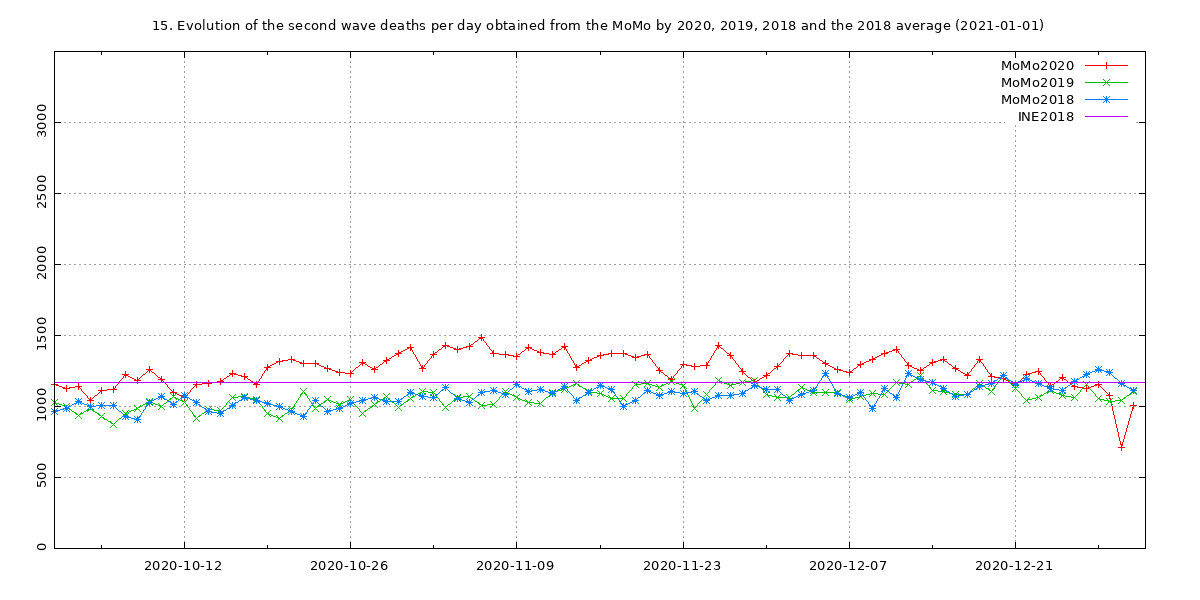 15. Evolution of the second wave deaths per day obtained from the MoMo by 2020, 2019, 2018 and the 2018 average (2021-01-01)
MoMo2020
MoMo2019
MoMo2018
INE2018
3000
2500
2000
1500
1000
500
0
2020-10-12 2020-10-26 2020-11-09 2020-11-23 2020-12-07 2020-12-21